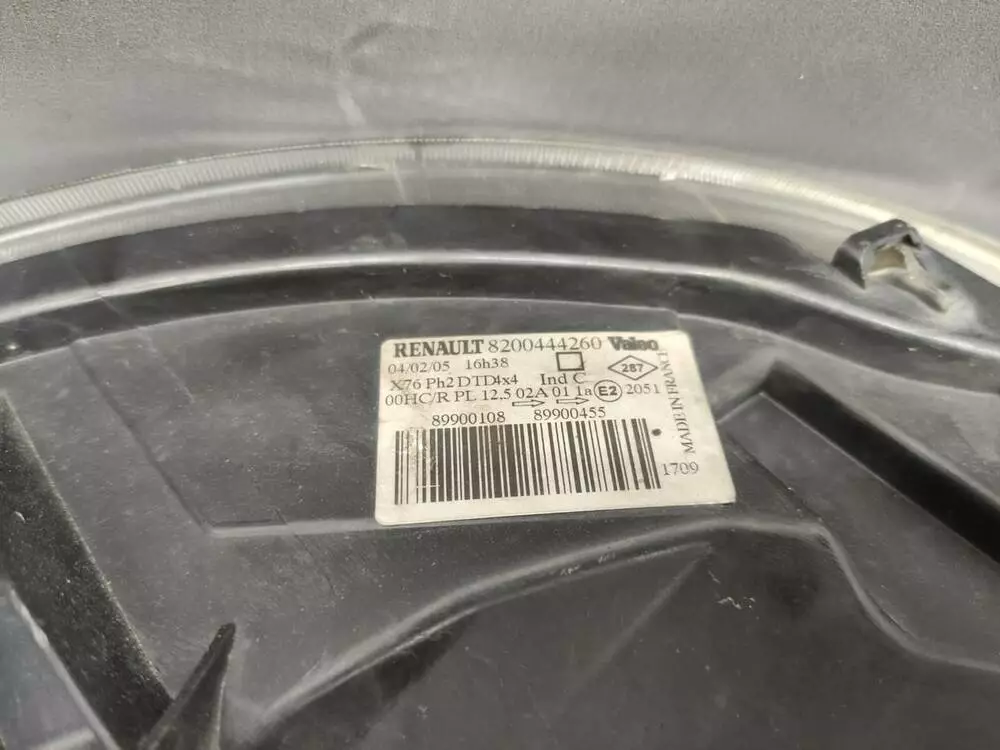 RENAULT 8200444260 Valeo
04/02/05 16h38
287
X76 Ph2 DTD4x4 Ind C
00HC/R PL 12.5 02A 01 1a E2 2051
89900108 89900455
MADE IN FRANCE
1709